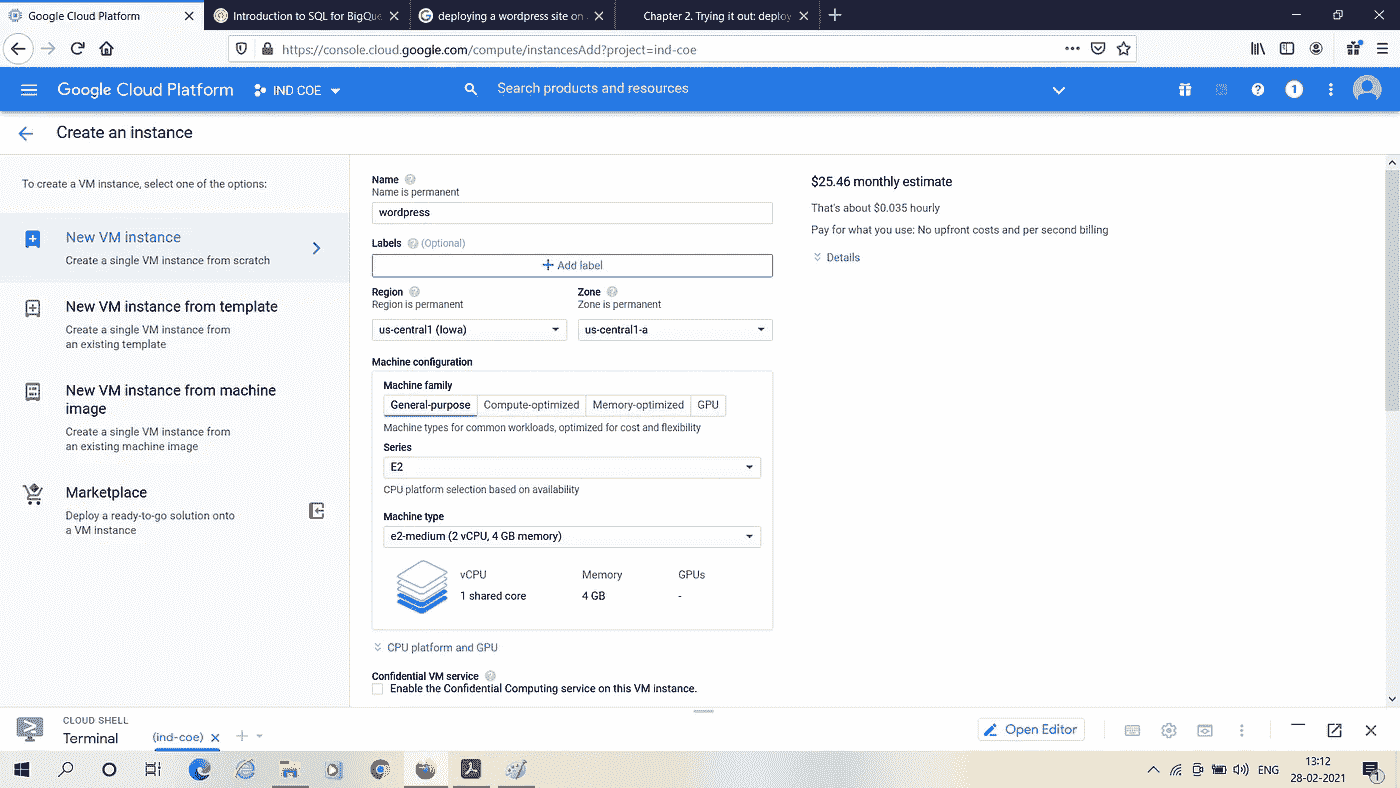 Google Cloud Platform
Introduction to SQL for BigQue
deploying a wordpress site on
Chapter 2. Trying it out: deploy
https://console.cloud.google.com/compute/instancesAdd?project=ind-coe
Google Cloud Platform
IND COE
Search products and resources
1
Create an instance
To create a VM instance, select one of the options:
New VM instance
Create a single VM instance from scratch
New VM instance from template
Create a single VM instance from
an existing template
New VM instance from machine
image
Create a single VM instance from
an existing machine image
Marketplace
Deploy a ready-to-go solution onto
a VM instance
Name
Name is permanent
wordpress
Labels (Optional)
Add label
Region
Region is permanent
us-central1 (Iowa)
Zone
Zone is permanent
us-central1-a
Machine configuration
Machine family
General-purpose Compute-optimized Memory-optimized GPU
Machine types for common workloads, optimized for cost and flexibility
Series
E2
CPU platform selection based on availability
Machine type
e2-medium (2 vCPU, 4 GB memory)
vCPU Memory GPUs
1 shared core 4 GB -
CPU platform and GPU
Confidential VM service
Enable the Confidential Computing service on this VM instance.
$25.46 monthly estimate
That's about $0.035 hourly
Pay for what you use: No upfront costs and per second billing
Details
CLOUD SHELL
Terminal
(ind-coe)
Open Editor
ENG
13:12
28-02-2021
1